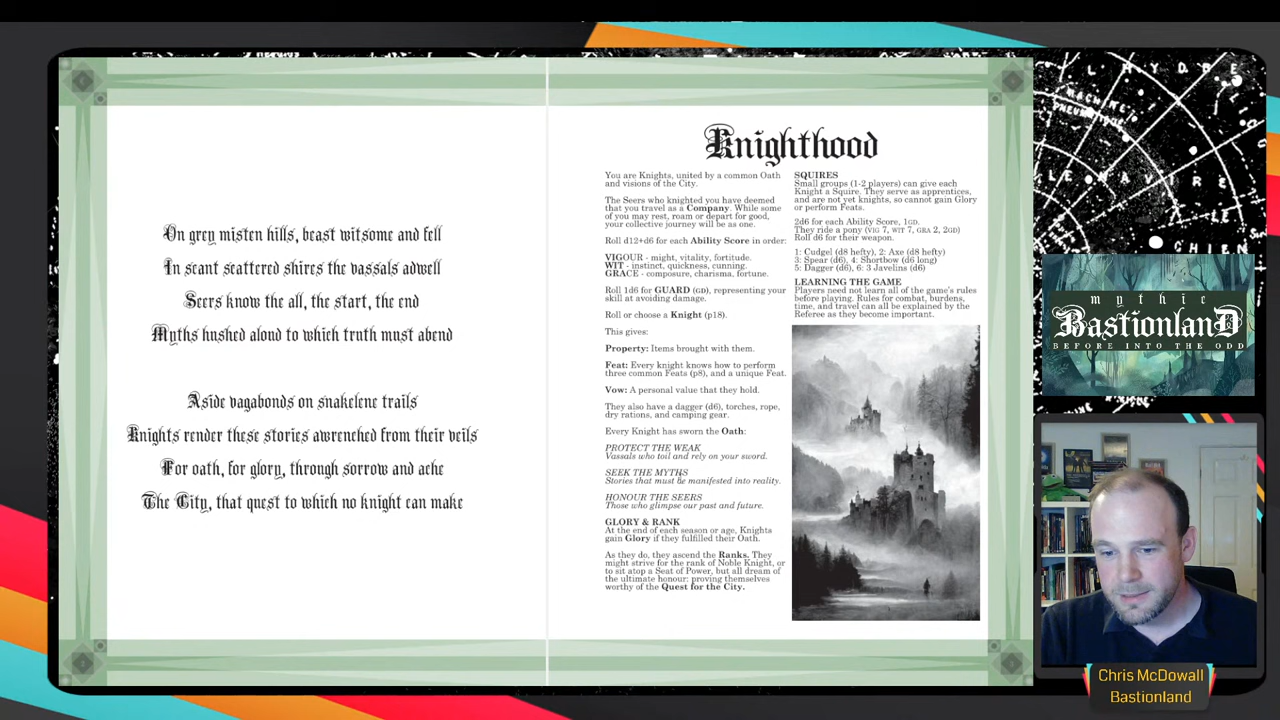 On grey misten hills, beast witsome and fell
In scant scattered shires the vassals adwell
Seers know the all, the start, the end
Myths hushed aloud to which truth must abend
Aside vagabonds on snakelene trails
Knights render these stories awrenched from their veils
For oath, for glory, through sorrow and ache
The City, that quest to which no knight can make
Knighthood
You are Knights, united by a common Oath
and visions of the City.
The Seers who knighted you have deemed
that you travel as a Company. While some
of you may rest, roam or depart for good,
your collective journey will be as one.
Roll d12+d6 for each Ability Score in order:
VIGOUR - might, vitality, fortitude.
WIT - instinct, quickness, cunning.
GRACE - composure, charisma, fortune.
Roll 1d6 for GUARD (GD), representing your
skill at avoiding damage.
Roll or choose a Knight (p18).
This gives:
Property: Items brought with them.
Feat: Every knight knows how to perform
three common Feats (p8), and a unique Feat.
Vow: A personal value that they hold.
They also have a dagger (d6), torches, rope,
dry rations, and camping gear.
Every Knight has sworn the Oath:
PROTECT THE WEAK
Vassals who toil and rely on your sword.
SEEK THE MYTHS
Stories that must be manifested into reality.
HONOUR THE SEERS
Those who glimpse our past and future.
GLORY & RANK
At the end of each season or age, Knights
gain Glory if they fulfilled their Oath.
As they do, they ascend the Ranks. They
might strive for the rank of Noble Knight, or
to sit atop a Seat of Power, but all dream of
the ultimate honour: proving themselves
worthy of the Quest for the City.
SQUIRES
Small groups (1-2 players) can give each
Knight a Squire. They serve as apprentices,
and are not yet knights, so cannot gain Glory
or perform Feats.
2d6 for each Ability Score, 1GD.
They ride a pony (VIG 7, WIT 7, GRA 2, 2GD)
Roll d6 for their weapon.
1: Cudgel (d8 hefty), 2: Axe (d8 hefty)
3: Spear (d6), 4: Shortbow (d6 long)
5: Dagger (d6), 6: 3 Javelins (d6)
LEARNING THE GAME
Players need not learn all of the game's rules
before playing. Rules for combat, burdens,
time, and travel can all be explained by the
Referee as they become important.
MACHINE
PNEUMATIQUE
CHIEN
mythic
BastionlanD
BEFORE INTO THE ODD
Chris McDowall
Bastionland